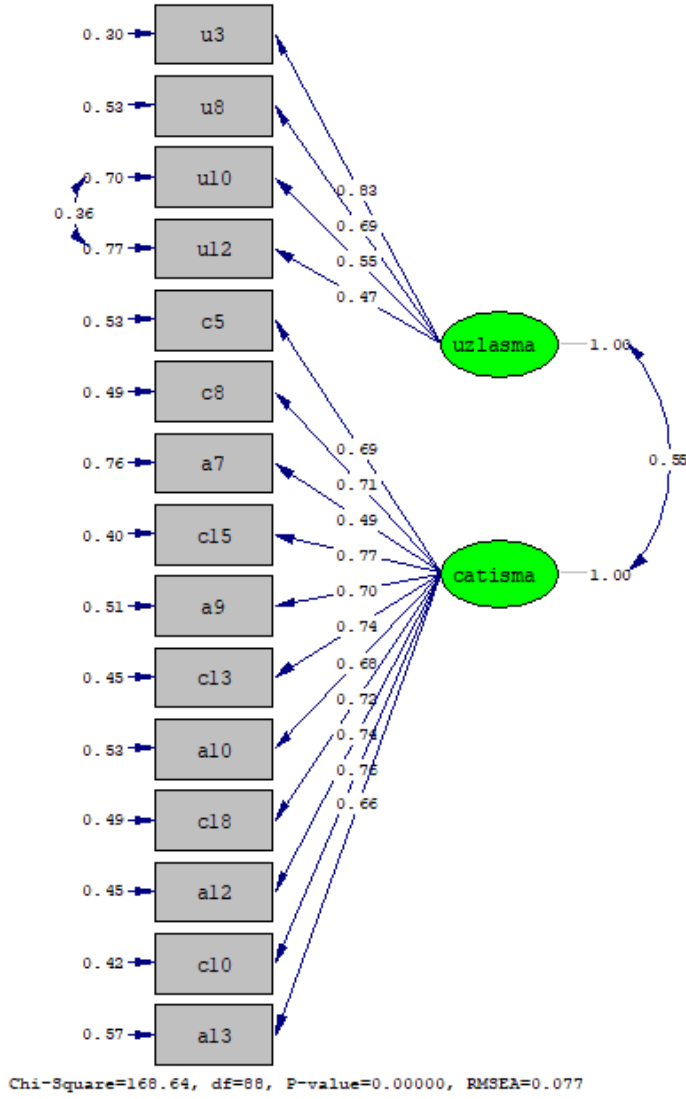 0.30 u3
0.53 u8
0.70 u10 0.83
0.36 0.69
0.77 u12 0.55
0.47
0.53 c5
uzlasma 1.00
0.49 c8
0.69
0.76 a7 0.71 0.55
0.49
0.40 c15 0.77
catisma 1.00
0.51 a9 0.70
0.74
0.45 c13 0.68
0.72
0.53 a10 0.74
0.76
0.49 c18 0.66
0.45 a12
0.42 c10
0.57 a13
Chi-Square=168.64, df=88, P-value=0.00000, RMSEA=0.077